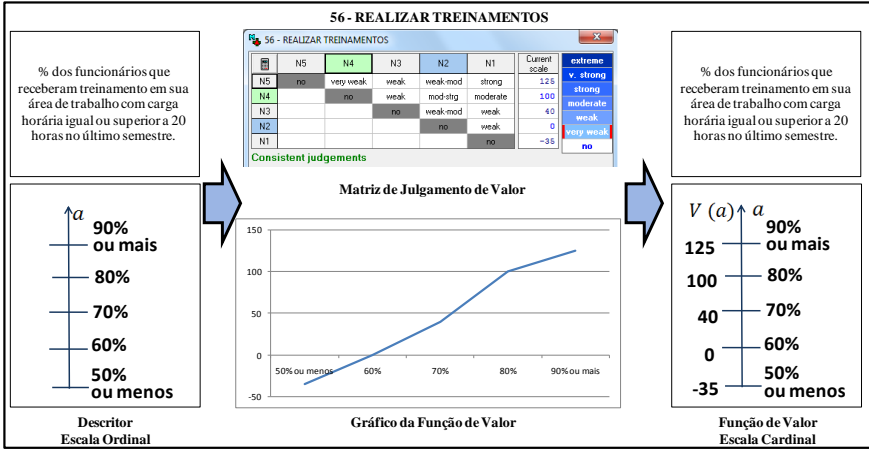 56 - REALIZAR TREINAMENTOS
% dos funcionários que
receberam treinamento em sua
área de trabalho com carga
horária igual ou superior a 20
horas no último semestre.
56 - REALIZAR TREINAMENTOS
N5 N4 N3 N2 N1 Current scale
N5 no very weak weak weak-mod strong 125
N4 no weak mod-strg moderate 100
N3 no weak-mod weak 40
N2 no weak 0
N1 no -35
extreme
v. strong
strong
moderate
weak
very weak
no
Consistent judgements
% dos funcionários que
receberam treinamento em sua
área de trabalho com carga
horária igual ou superior a 20
horas no último semestre.
Matriz de Julgamento de Valor
a
90%
ou mais
80%
70%
60%
50%
ou menos
Descritor
Escala Ordinal
150
100
50
0
-50
50% ou menos 60% 70% 80% 90% ou mais
Gráfico da Função de Valor
V (a) a
125 90%
ou mais
100 80%
40 70%
0 60%
-35 50%
ou menos
Função de Valor
Escala Cardinal